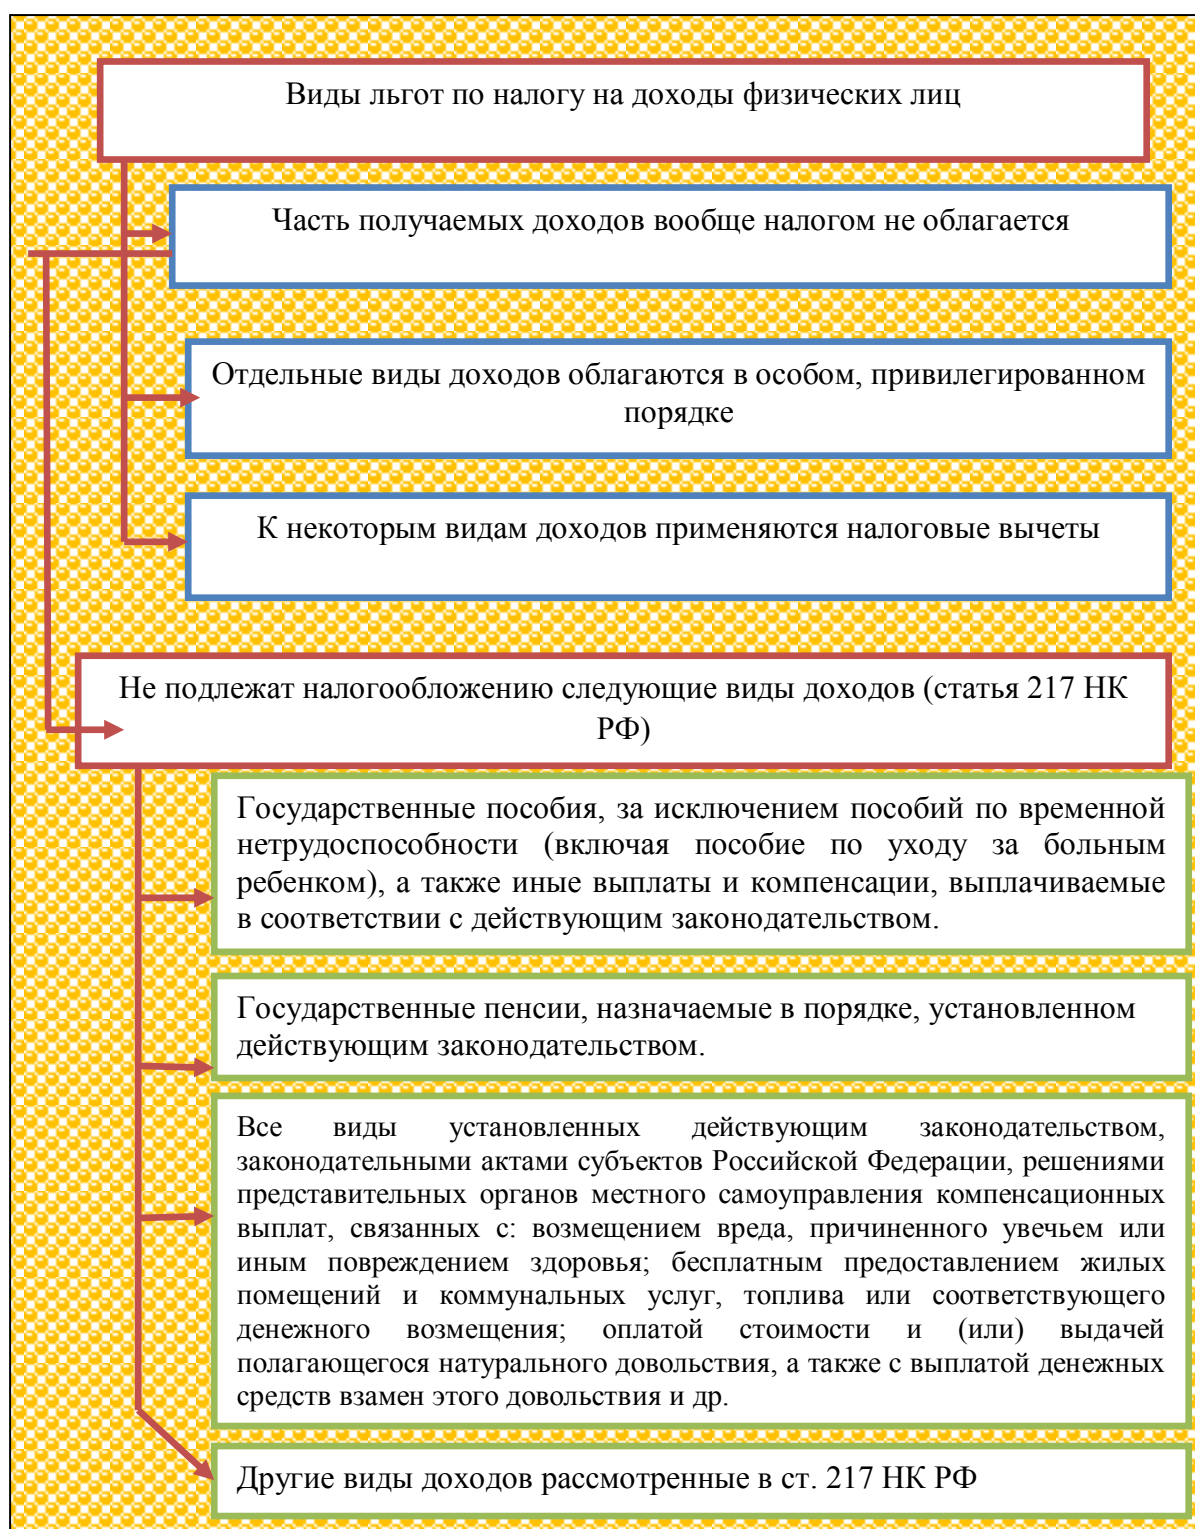 Виды льгот по налогу на доходы физических лиц
Часть получаемых доходов вообще налогом не облагается
Отдельные виды доходов облагаются в особом, привилегированном
порядке
К некоторым видам доходов применяются налоговые вычеты
Не подлежат налогообложению следующие виды доходов (статья 217 НК
РФ)
Государственные пособия, за исключением пособий по временной
нетрудоспособности (включая пособие по уходу за больным
ребенком), а также иные выплаты и компенсации, выплачиваемые
в соответствии с действующим законодательством.
Государственные пенсии, назначаемые в порядке, установленном
действующим законодательством.
Все виды установленных действующим законодательством,
законодательными актами субъектов Российской Федерации, решениями
представительных органов местного самоуправления компенсационных
выплат, связанных с: возмещением вреда, причиненного увечьем или
иным повреждением здоровья; бесплатным предоставлением жилых
помещений и коммунальных услуг, топлива или соответствующего
денежного возмещения; оплатой стоимости и (или) выдачей
полагающегося натурального довольствия, а также с выплатой денежных
средств взамен этого довольствия и др.
Другие виды доходов рассмотренные в ст. 217 НК РФ